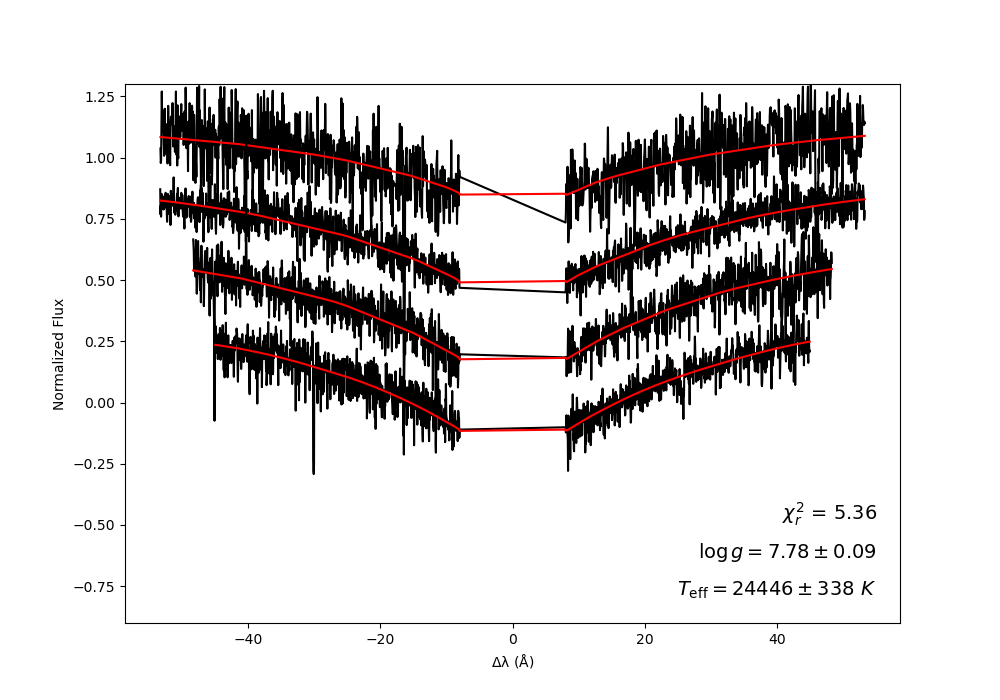 1.25
1.00
0.75
0.50
0.25
0.00
−0.25
−0.50
−0.75
Normalized Flux
χ²ᵣ = 5.36
log g = 7.78 ± 0.09
T_eff = 24446 ± 338 K
−40 −20 0 20 40
Δλ (Å)